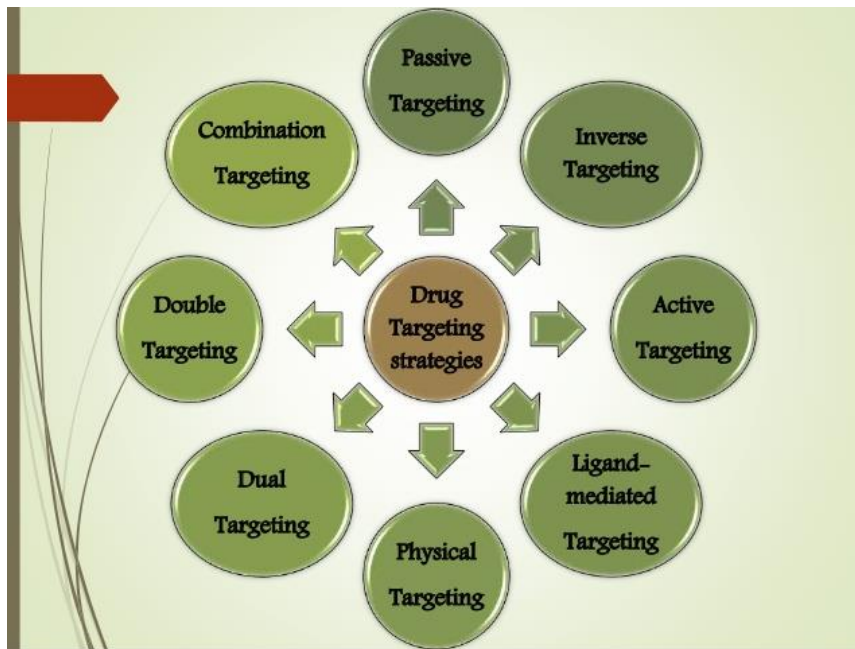 Passive
Targeting
Inverse
Targeting
Active
Targeting
Ligand-
mediated
Targeting
Physical
Targeting
Dual
Targeting
Double
Targeting
Combination
Targeting
Drug
Targeting
strategies